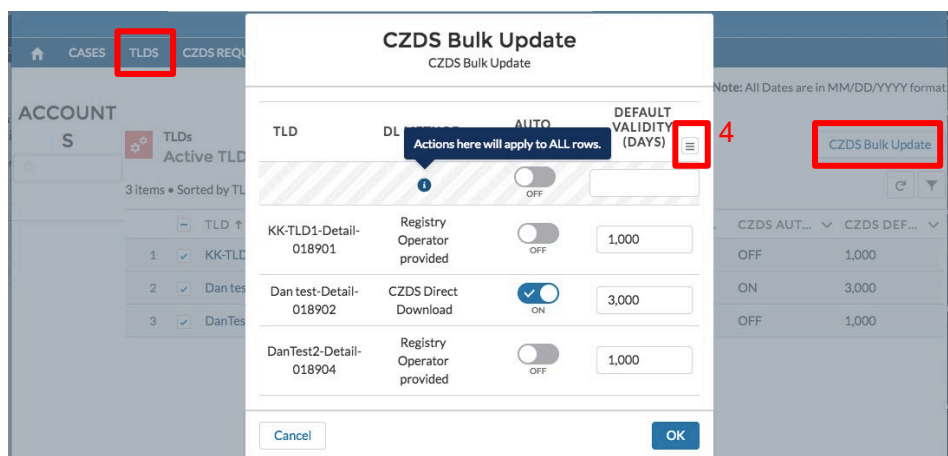 CASES TLDS CZDS REQU
Note: All Dates are in MM/DD/YYYY format
ACCOUNT
S
TLDs
Active TLD
CZDS Bulk Update
3 items • Sorted by TL
TLD ↑ CZDS AUT... CZDS DEF...
1 KK-TLD OFF 1,000
2 Dan tes ON 3,000
3 DanTes OFF 1,000
CZDS Bulk Update
CZDS Bulk Update
TLD DL AUTO DEFAULT
VALIDITY
(DAYS)
4
Actions here will apply to ALL rows.
OFF
KK-TLD1-Detail-
018901
Registry
Operator
provided
OFF
1,000
Dan test-Detail-
018902
CZDS Direct
Download
ON
3,000
DanTest2-Detail-
018904
Registry
Operator
provided
OFF
1,000
Cancel OK